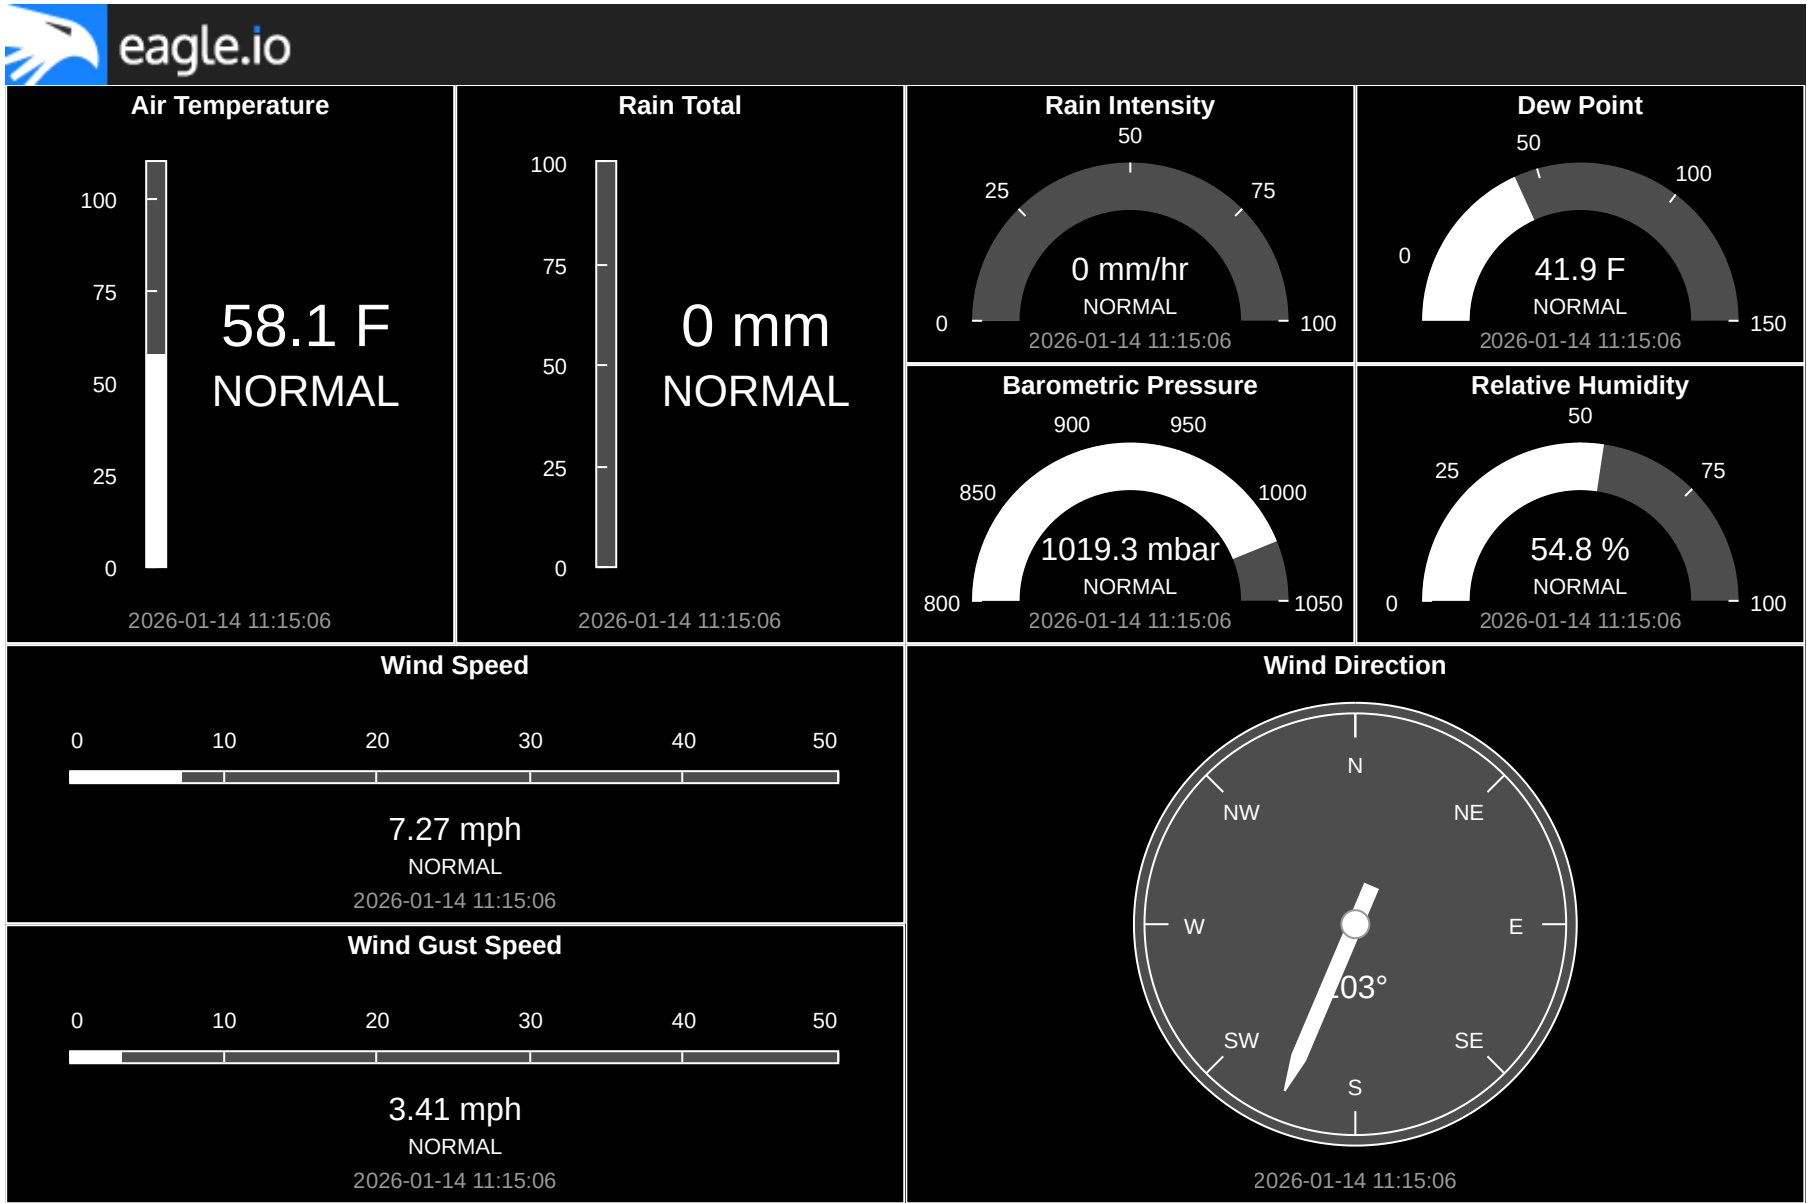 eagle.io
Air Temperature
100
75
50
25
0
58.1 F
NORMAL
2026-01-14 11:15:06
Rain Total
100
75
50
25
0
0 mm
NORMAL
2026-01-14 11:15:06
Rain Intensity
50
25
75
0
100
0 mm/hr
NORMAL
2026-01-14 11:15:06
Dew Point
50
100
0
150
41.9 F
NORMAL
2026-01-14 11:15:06
Barometric Pressure
900 950
850 1000
800 1050
1019.3 mbar
NORMAL
2026-01-14 11:15:06
Relative Humidity
50
25 75
0 100
54.8 %
NORMAL
2026-01-14 11:15:06
Wind Speed
0 10 20 30 40 50
7.27 mph
NORMAL
2026-01-14 11:15:06
Wind Gust Speed
0 10 20 30 40 50
3.41 mph
NORMAL
2026-01-14 11:15:06
Wind Direction
N
NW NE
W E
SW SE
S
2026-01-14 11:15:06